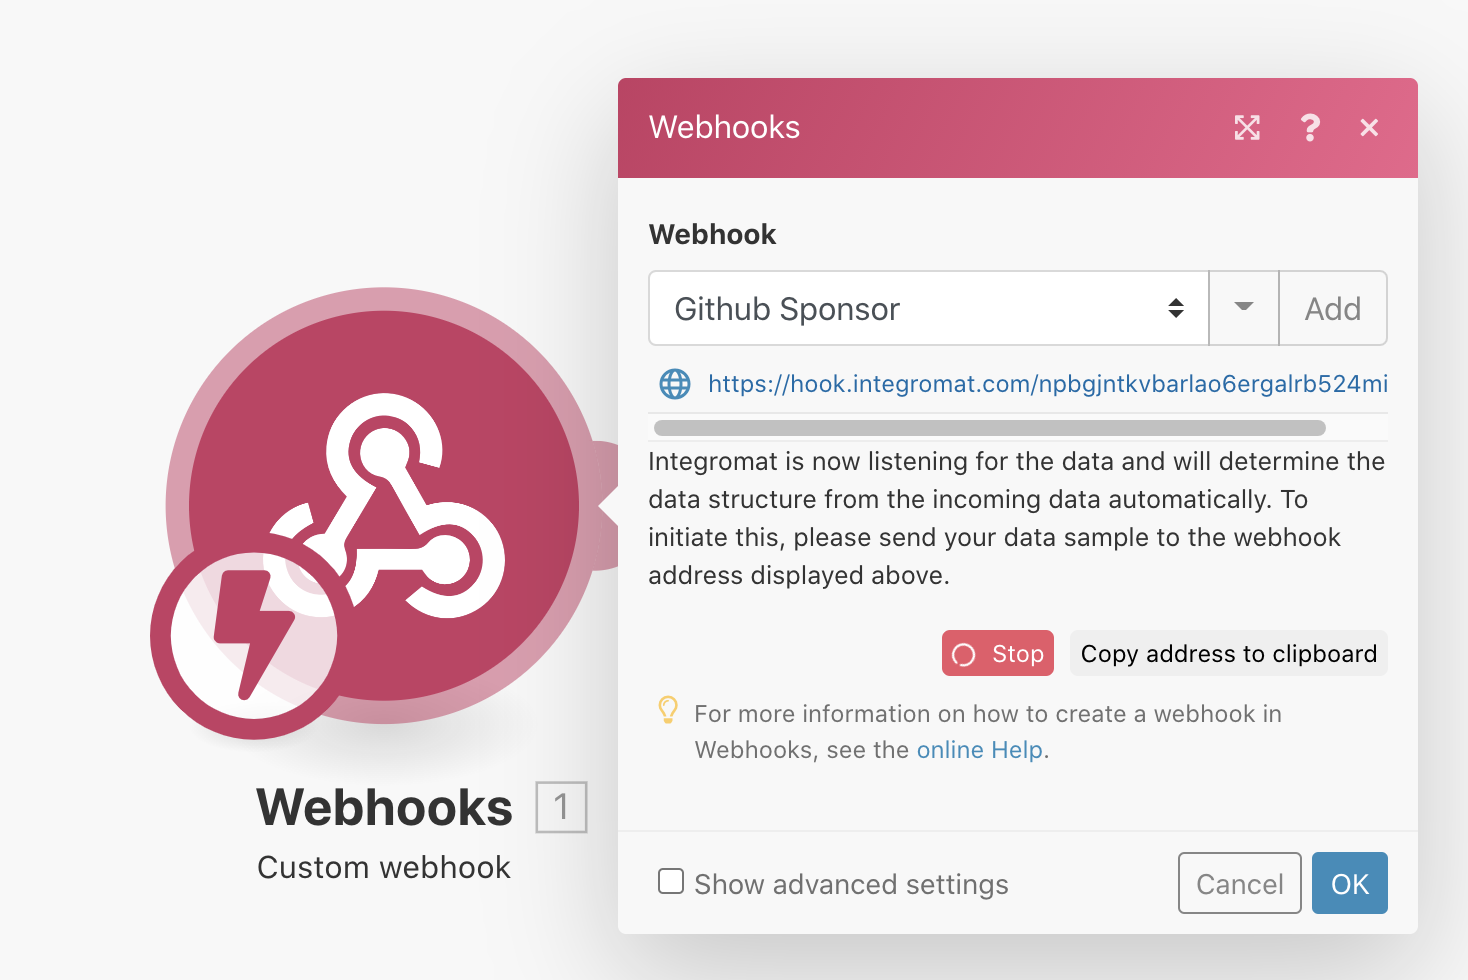 Webhooks
Webhook
Github Sponsor
Add
https://hook.integromat.com/npbgjntkvbarlao6ergalrb524mi
Integromat is now listening for the data and will determine the
data structure from the incoming data automatically. To
initiate this, please send your data sample to the webhook
address displayed above.
Stop
Copy address to clipboard
For more information on how to create a webhook in
Webhooks, see the online Help.
Show advanced settings
Cancel
OK
Webhooks 1
Custom webhook